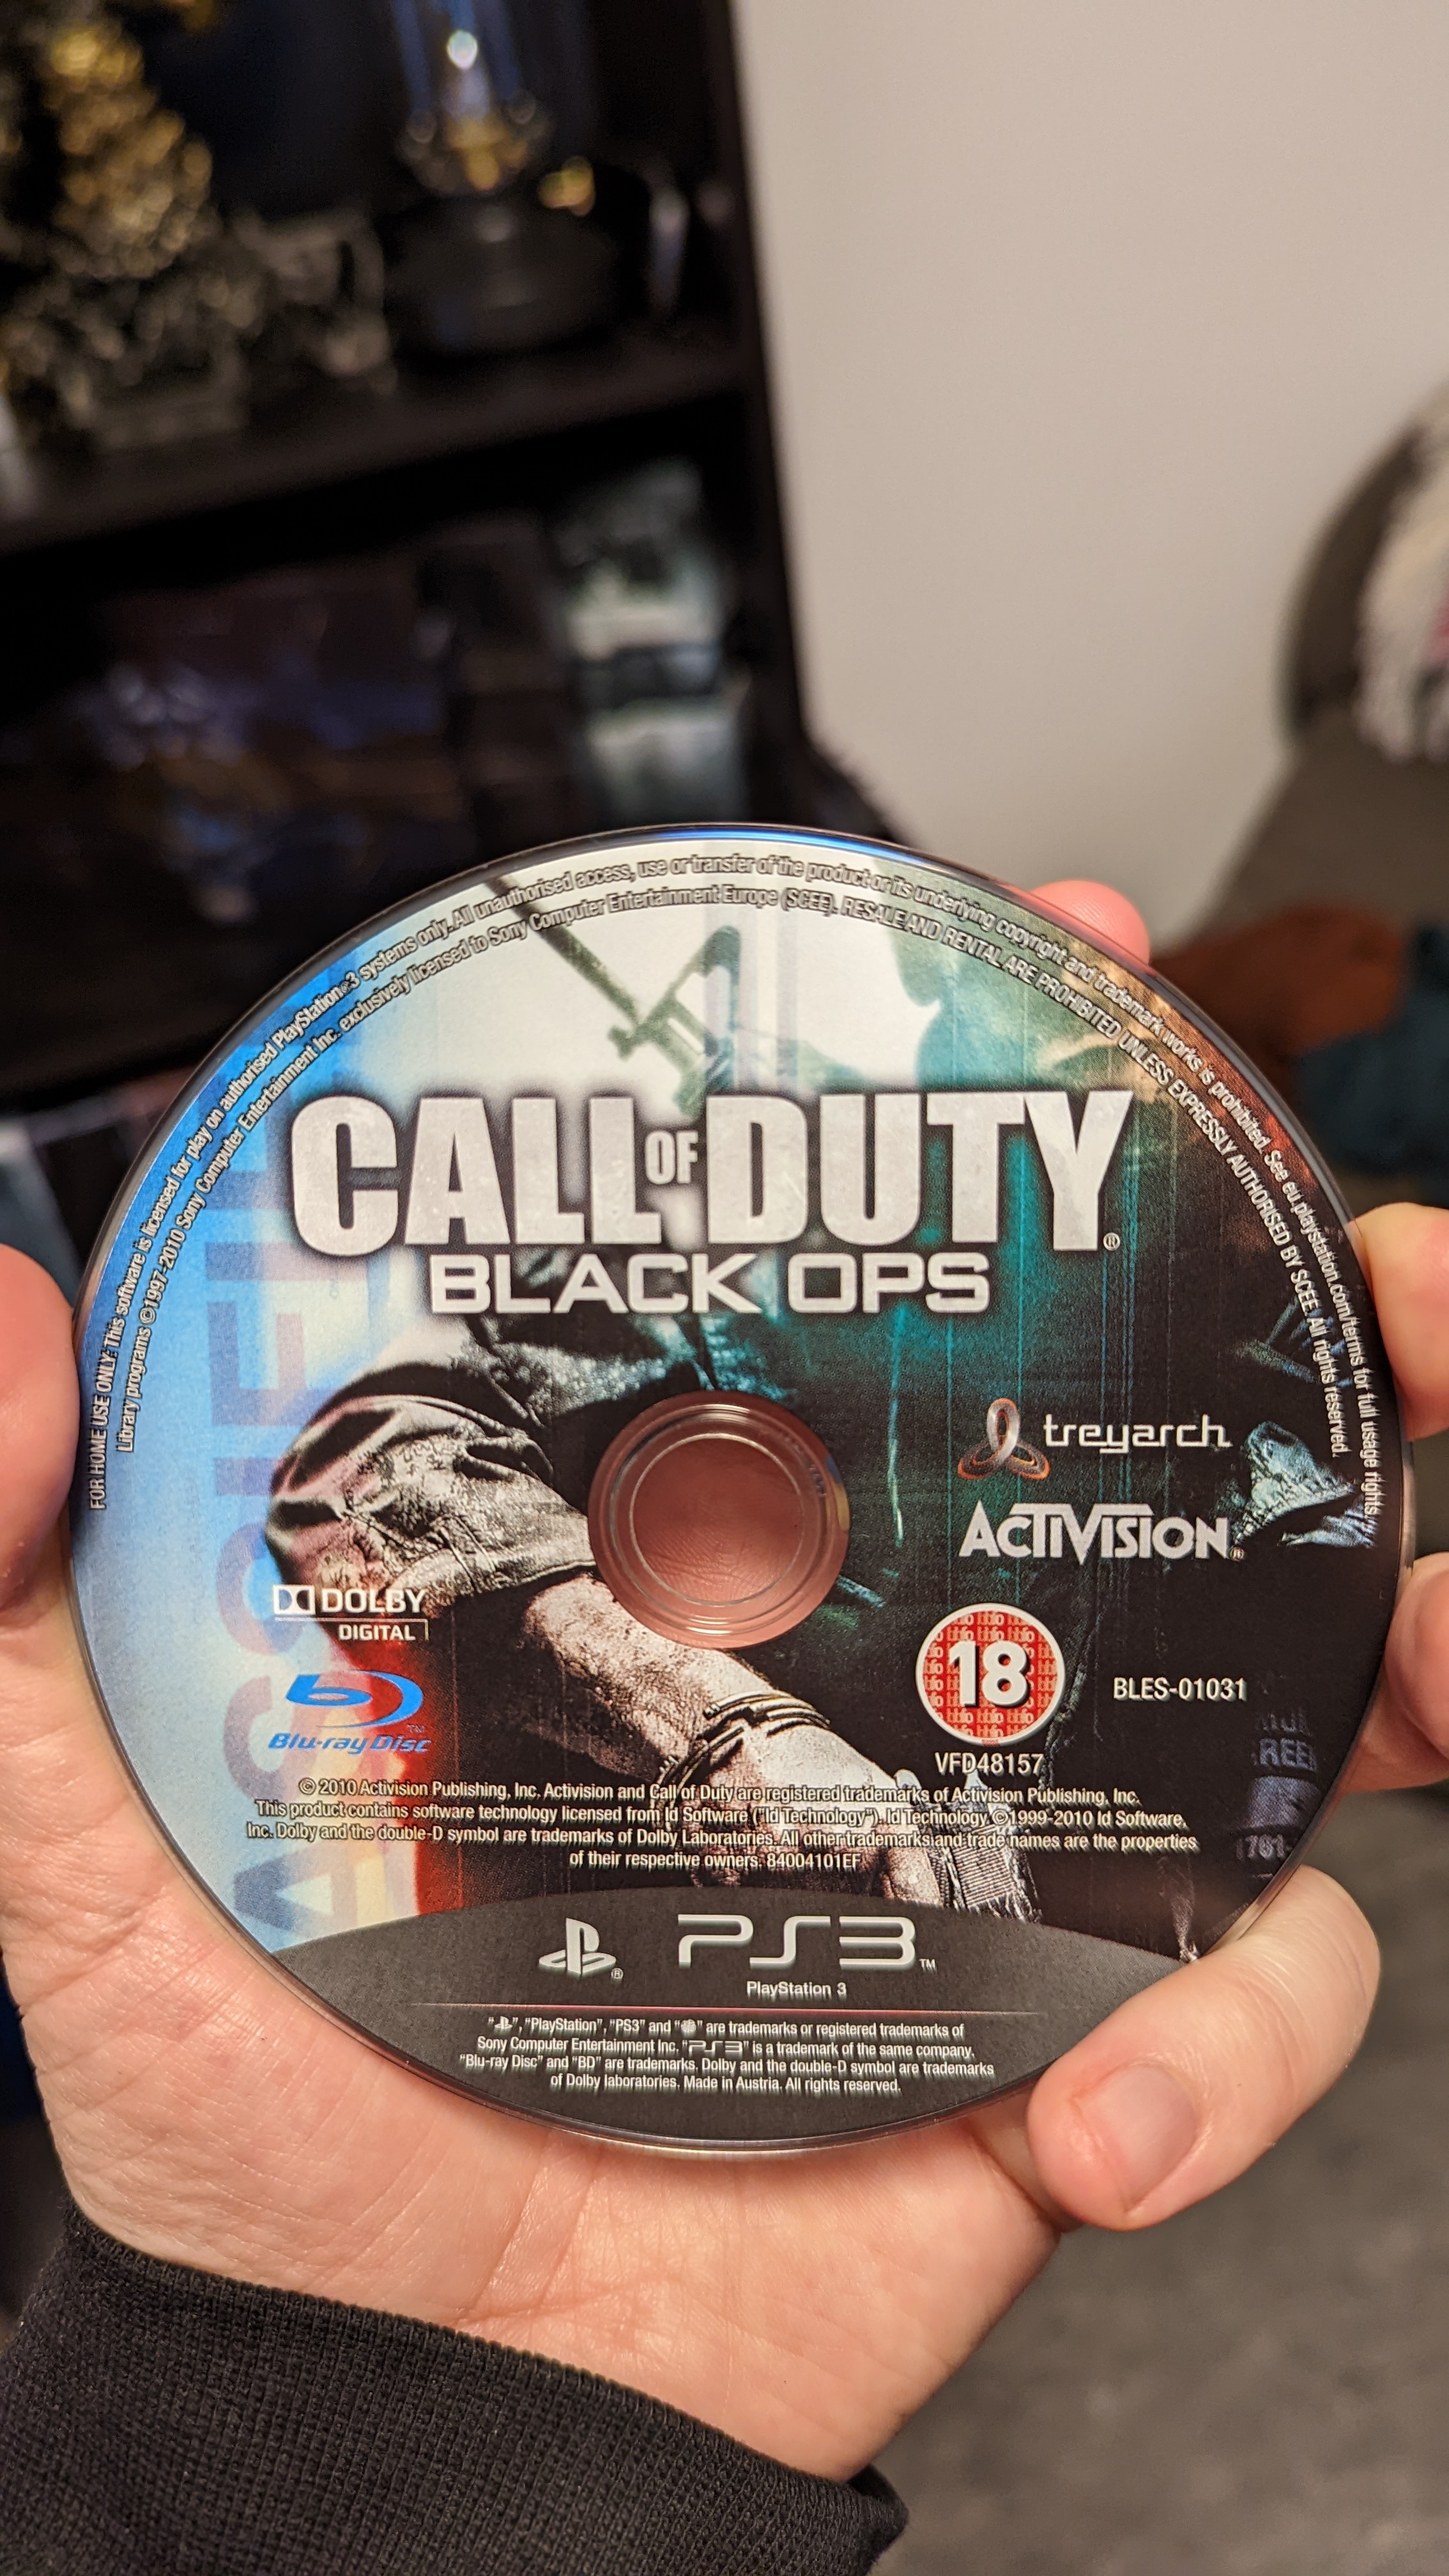 FOR HOME USE ONLY: This software is licensed for play on authorised PlayStation®3 systems only. All unauthorised access, use or transfer of the product or its underlying copyright and trademark works is prohibited. See eu.playstation.com/terms for full usage rights.
Library programs ©1997-2010 Sony Computer Entertainment Inc. exclusively licensed to Sony Computer Entertainment Europe (SCEE). RESALE AND RENTAL ARE PROHIBITED UNLESS EXPRESSLY AUTHORISED BY SCEE. All rights reserved.
CALL OF DUTY®
BLACK OPS
treyarch
ACTIVISION®
DOLBY
DIGITAL
18
BLES-01031
Blu-ray Disc™
VFD48157
© 2010 Activision Publishing, Inc. Activision and Call of Duty are registered trademarks of Activision Publishing, Inc.
This product contains software technology licensed from Id Software ("Id Technology"). Id Technology © 1999-2010 Id Software,
Inc. Dolby and the double-D symbol are trademarks of Dolby Laboratories. All other trademarks and trade names are the properties
of their respective owners. 84004101EF
PS3™
PlayStation 3
"", "PlayStation", "PS3" and "" are trademarks or registered trademarks of
Sony Computer Entertainment Inc. "PS3" is a trademark of the same company.
"Blu-ray Disc" and "BD" are trademarks. Dolby and the double-D symbol are trademarks
of Dolby laboratories. Made in Austria. All rights reserved.